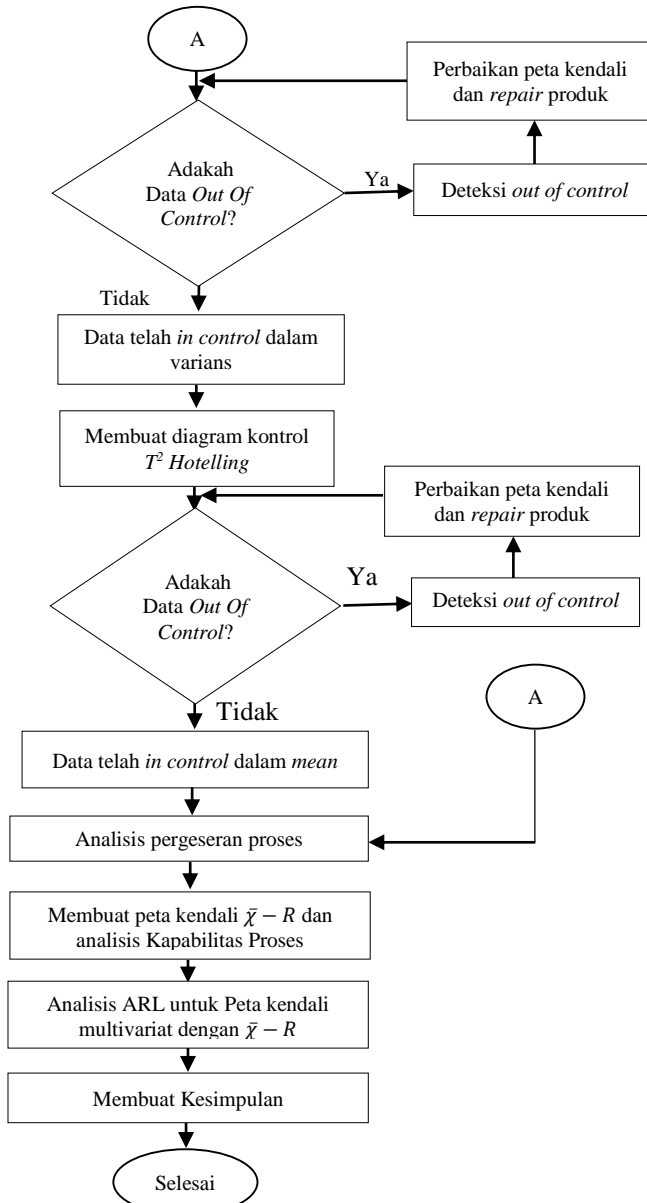 A
Perbaikan peta kendali
dan repair produk
Adakah
Data Out Of
Control?
Ya
Deteksi out of control
Tidak
Data telah in control dalam
varians
Membuat diagram kontrol
T² Hotelling
Perbaikan peta kendali
dan repair produk
Adakah
Data Out Of
Control?
Ya
Deteksi out of control
Tidak
A
Data telah in control dalam mean
Analisis pergeseran proses
Membuat peta kendali χ̄ − R dan
analisis Kapabilitas Proses
Analisis ARL untuk Peta kendali
multivariat dengan χ̄ − R
Membuat Kesimpulan
Selesai